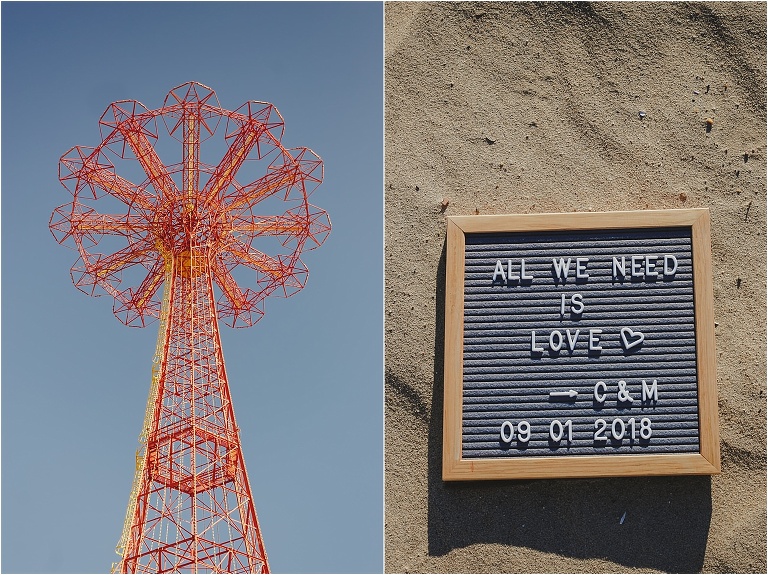 ALL WE NEED
IS
LOVE ♡
→ C & M
09 01 2018